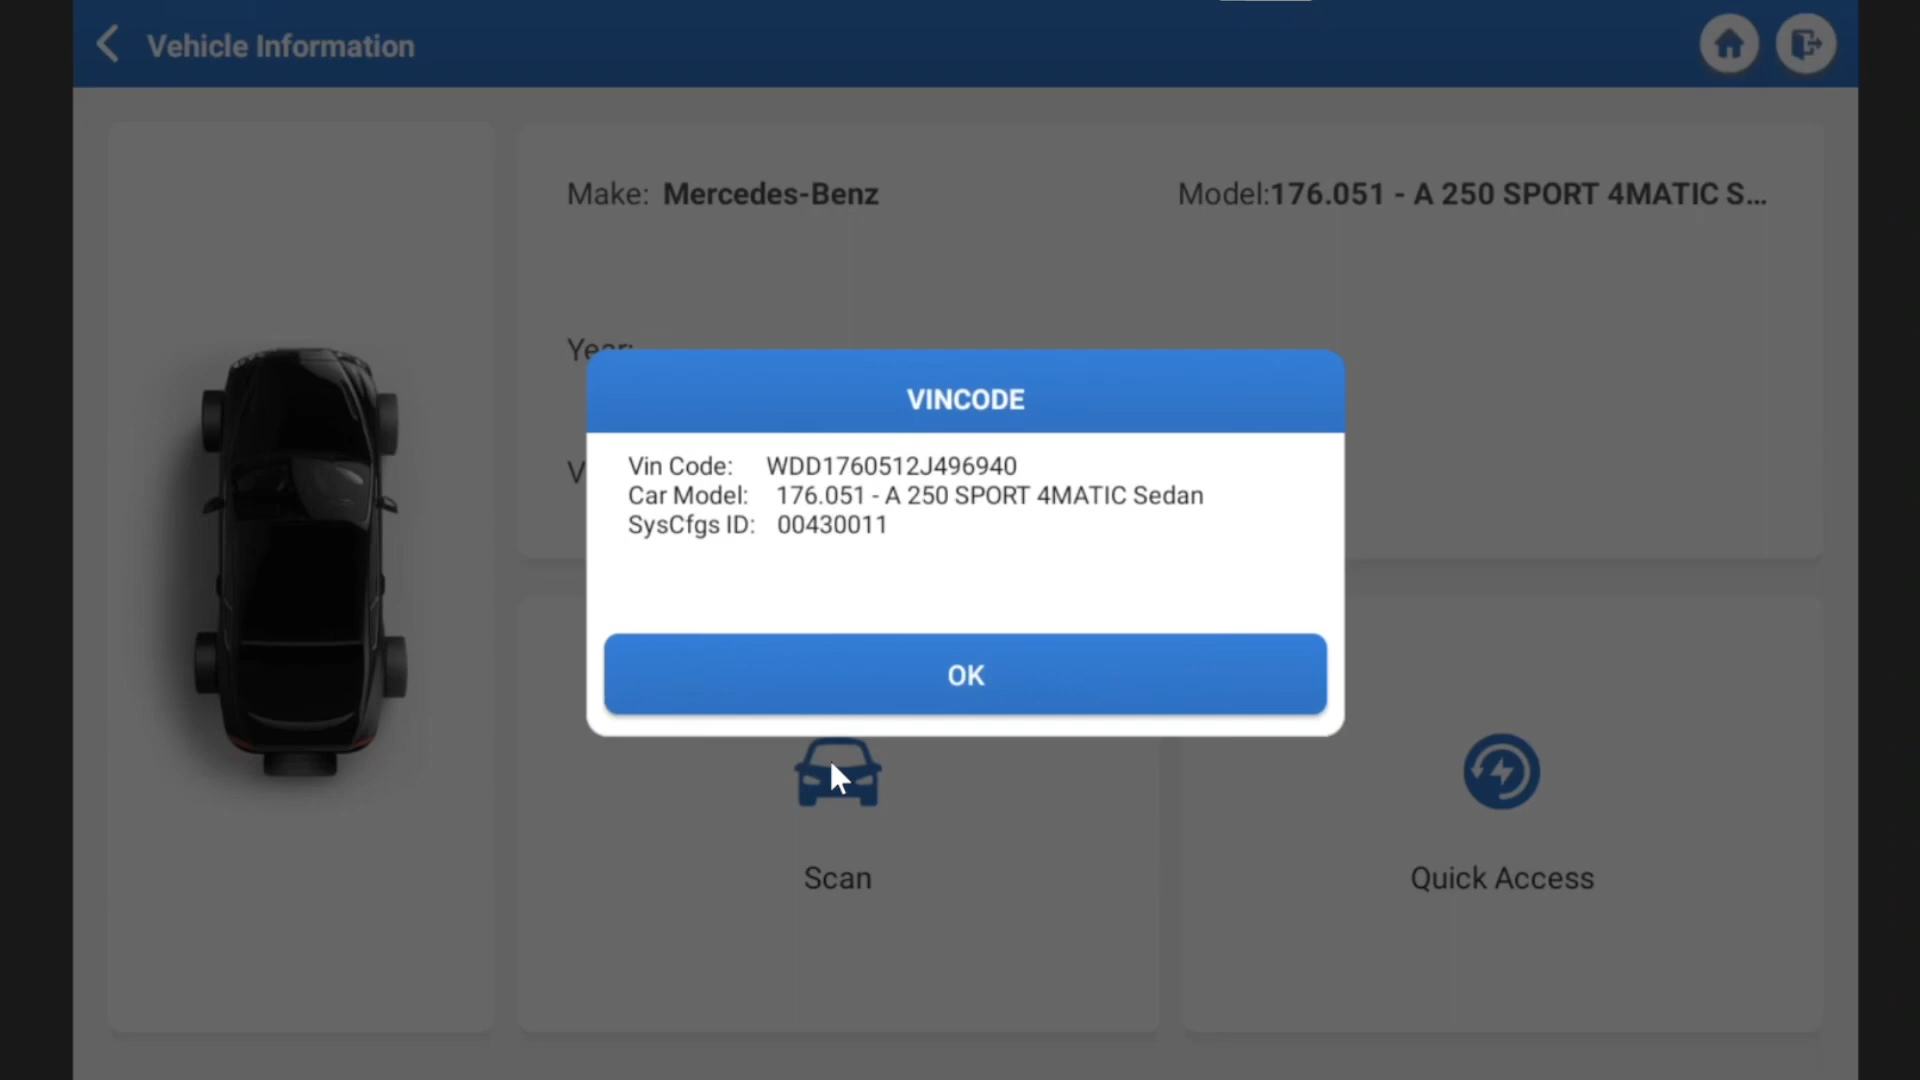 Vehicle Information
Make: Mercedes-Benz
Model:176.051 - A 250 SPORT 4MATIC S...
Year:
V
VINCODE
Vin Code: WDD1760512J496940
Car Model: 176.051 - A 250 SPORT 4MATIC Sedan
SysCfgs ID: 00430011
OK
Scan
Quick Access